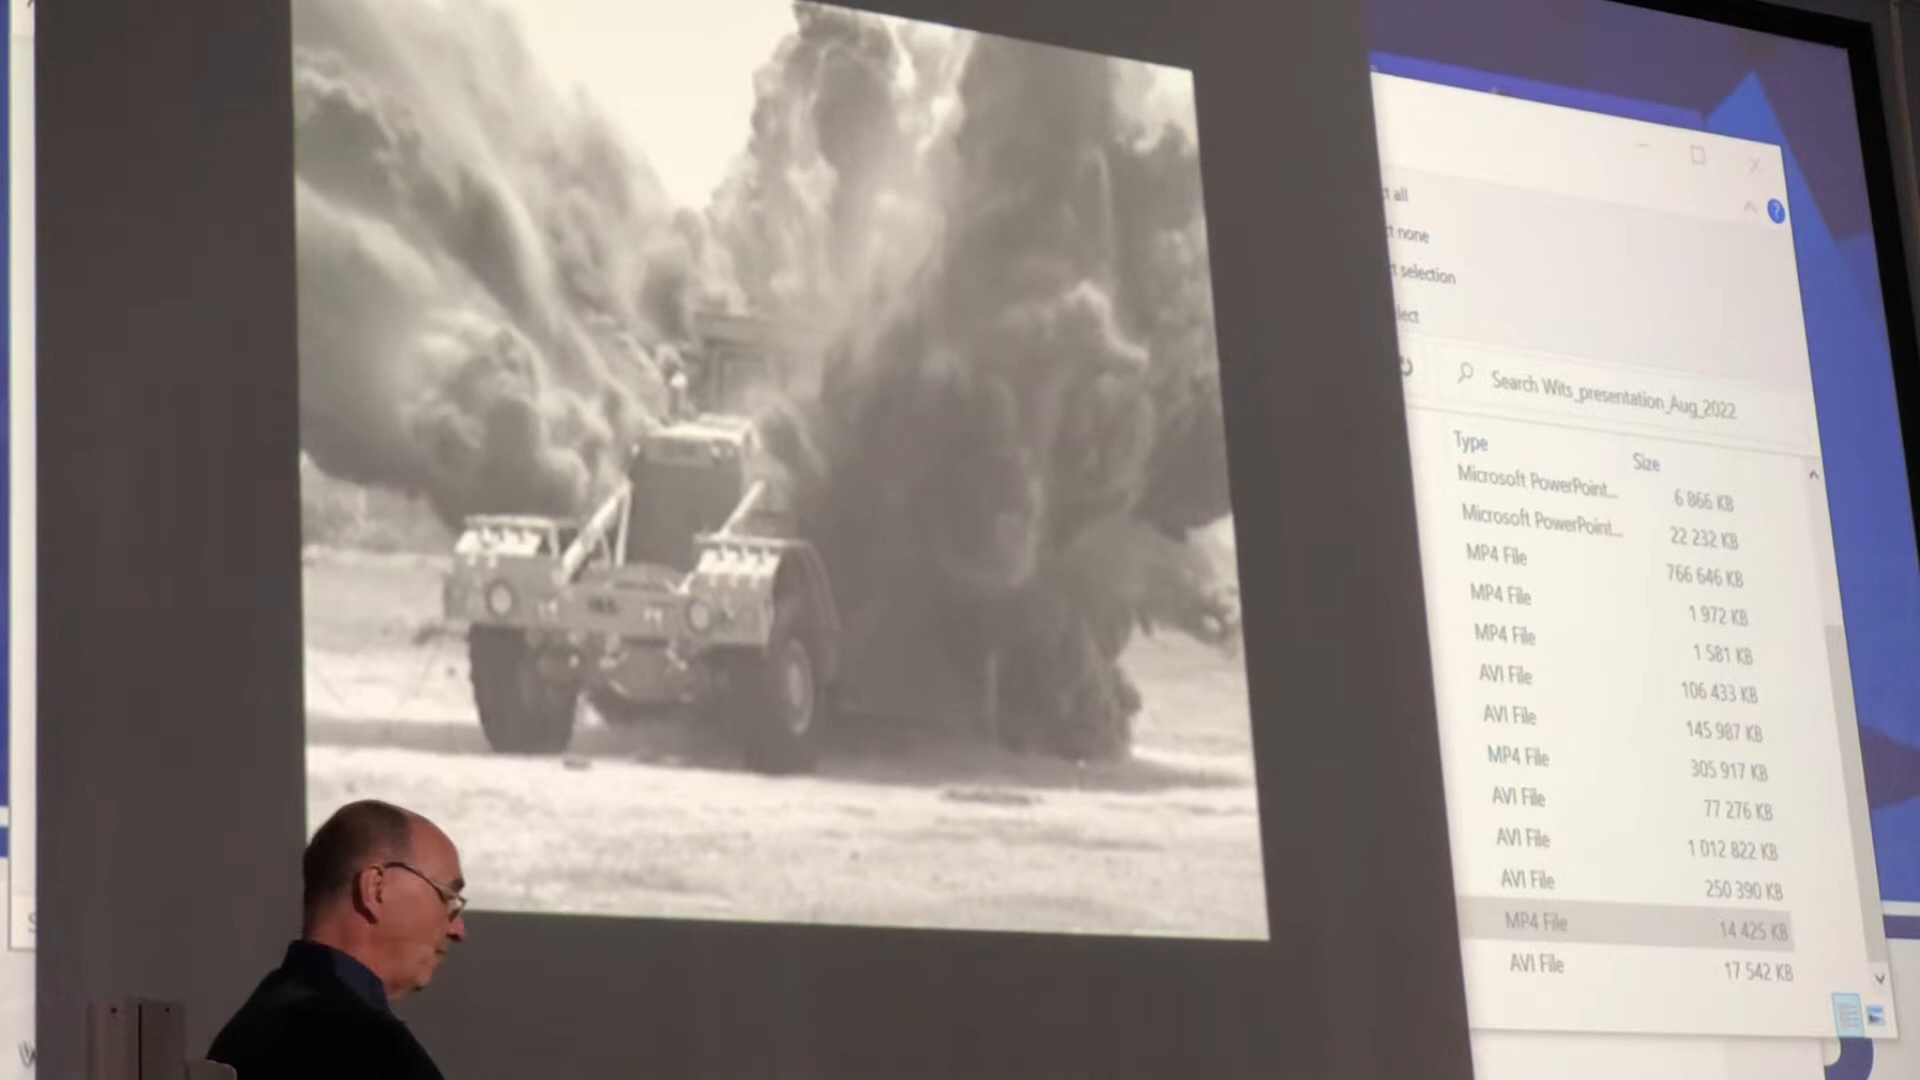 t all
t none
t selection
lect
Search Wits_presentation_Aug_2022
Type Size
Microsoft PowerPoint... 6 866 KB
Microsoft PowerPoint... 22 232 KB
MP4 File 766 646 KB
MP4 File 1 972 KB
MP4 File 1 581 KB
AVI File 106 433 KB
AVI File 145 987 KB
MP4 File 305 917 KB
AVI File 77 276 KB
AVI File 1 012 822 KB
AVI File 250 390 KB
MP4 File 14 425 KB
AVI File 17 542 KB